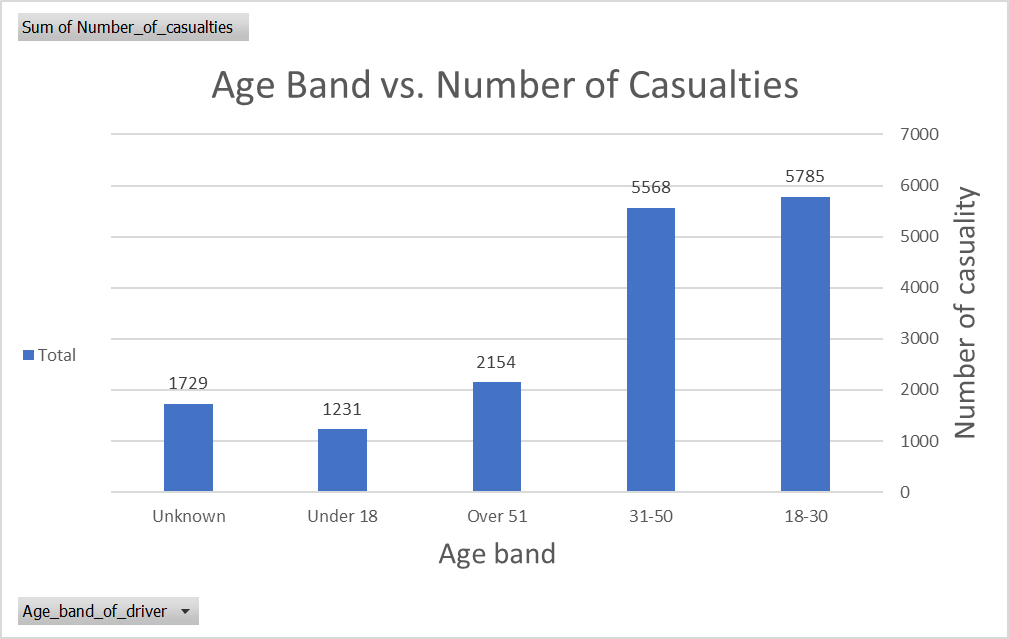 Sum of Number_of_casualties
Age Band vs. Number of Casualties
7000
6000
5000
4000
3000
2000
1000
0
Number of casuality
5785
5568
2154
1729
1231
Total
Unknown
Under 18
Over 51
31-50
18-30
Age band
Age_band_of_driver